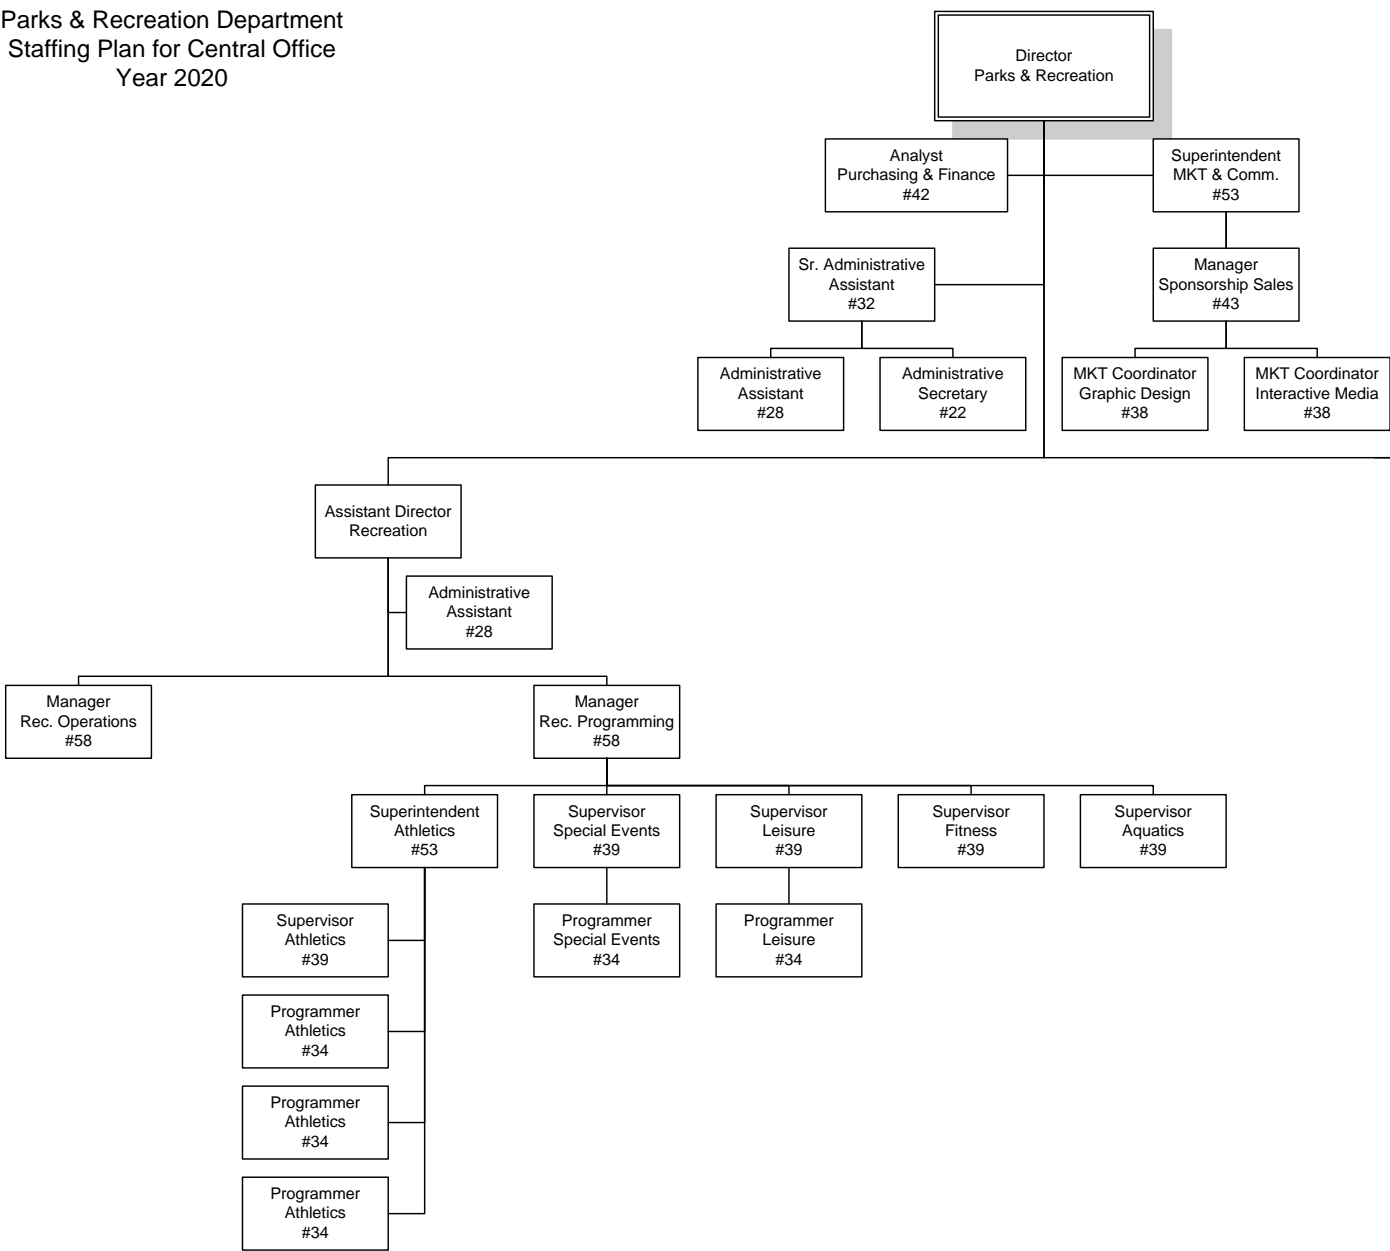 Parks & Recreation Department
Staffing Plan for Central Office
Year 2020
Director
Parks & Recreation
Analyst
Purchasing & Finance
#42
Superintendent
MKT & Comm.
#53
Sr. Administrative
Assistant
#32
Manager
Sponsorship Sales
#43
Administrative
Assistant
#28
Administrative
Secretary
#22
MKT Coordinator
Graphic Design
#38
MKT Coordinator
Interactive Media
#38
Assistant Director
Recreation
Administrative
Assistant
#28
Manager
Rec. Operations
#58
Manager
Rec. Programming
#58
Superintendent
Athletics
#53
Supervisor
Special Events
#39
Supervisor
Leisure
#39
Supervisor
Fitness
#39
Supervisor
Aquatics
#39
Supervisor
Athletics
#39
Programmer
Special Events
#34
Programmer
Leisure
#34
Programmer
Athletics
#34
Programmer
Athletics
#34
Programmer
Athletics
#34